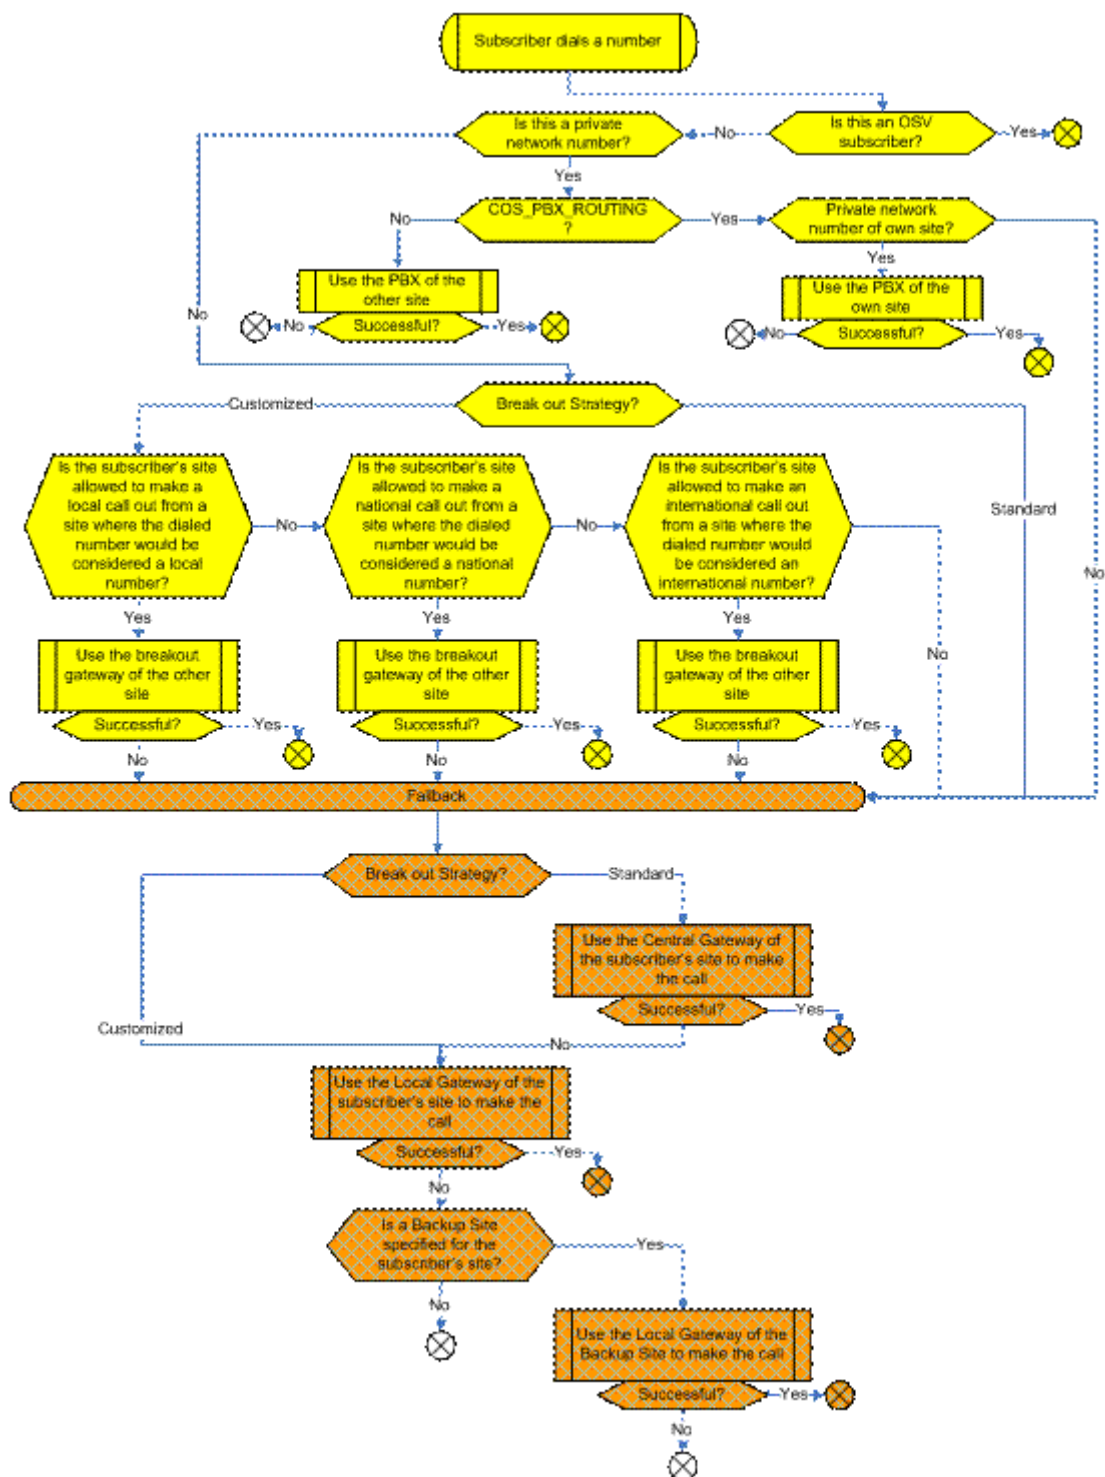 Subscriber dials a number
Is this an OSV
subscriber?
Yes
No
Is this a private
network number?
Yes
No
COS_PBX_ROUTING
?
No
Yes
Private network
number of own site?
Yes
No
Use the PBX of the
other site
Successful?
No
Yes
Use the PBX of the
own site
Successful?
No
Yes
Break out Strategy?
Customized
Standard
Is the subscriber's site
allowed to make a
local call out from a
site where the dialed
number would be
considered a local
number?
No
Is the subscriber's site
allowed to make a
national call out from a
site where the dialed
number would be
considered a national
number?
No
Is the subscriber's site
allowed to make an
international call out
from a site where the
dialed number would
be considered an
international number?
No
Yes
Yes
Yes
Use the breakout
gateway of the other
site
Successful?
Yes
No
Use the breakout
gateway of the other
site
Successful?
Yes
No
Use the breakout
gateway of the other
site
Successful?
Yes
No
Fallback
Break out Strategy?
Standard
Customized
Use the Central Gateway of
the subscriber's site to make
the call
Successful?
Yes
No
Use the Local Gateway of the
subscriber's site to make the
call
Successful?
Yes
No
Is a Backup Site
specified for the
subscriber's site?
Yes
No
Use the Local Gateway of the
Backup Site to make the call
Successful?
Yes
No